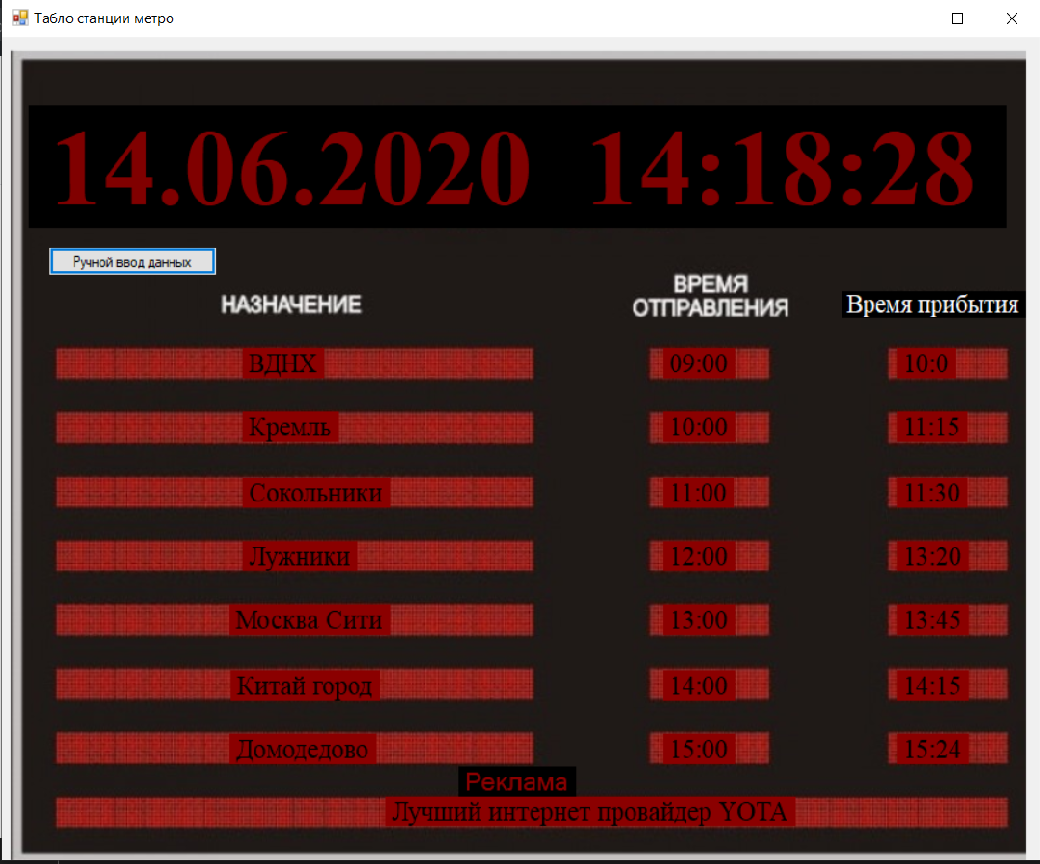 Табло станции метро
14.06.2020 14:18:28
Ручной ввод данных
НАЗНАЧЕНИЕ
ВРЕМЯ
ОТПРАВЛЕНИЯ
Время прибытия
ВДНХ 09:00 10:0
Кремль 10:00 11:15
Сокольники 11:00 11:30
Лужники 12:00 13:20
Москва Сити 13:00 13:45
Китай город 14:00 14:15
Домодедово 15:00 15:24
Реклама
Лучший интернет провайдер YOTA